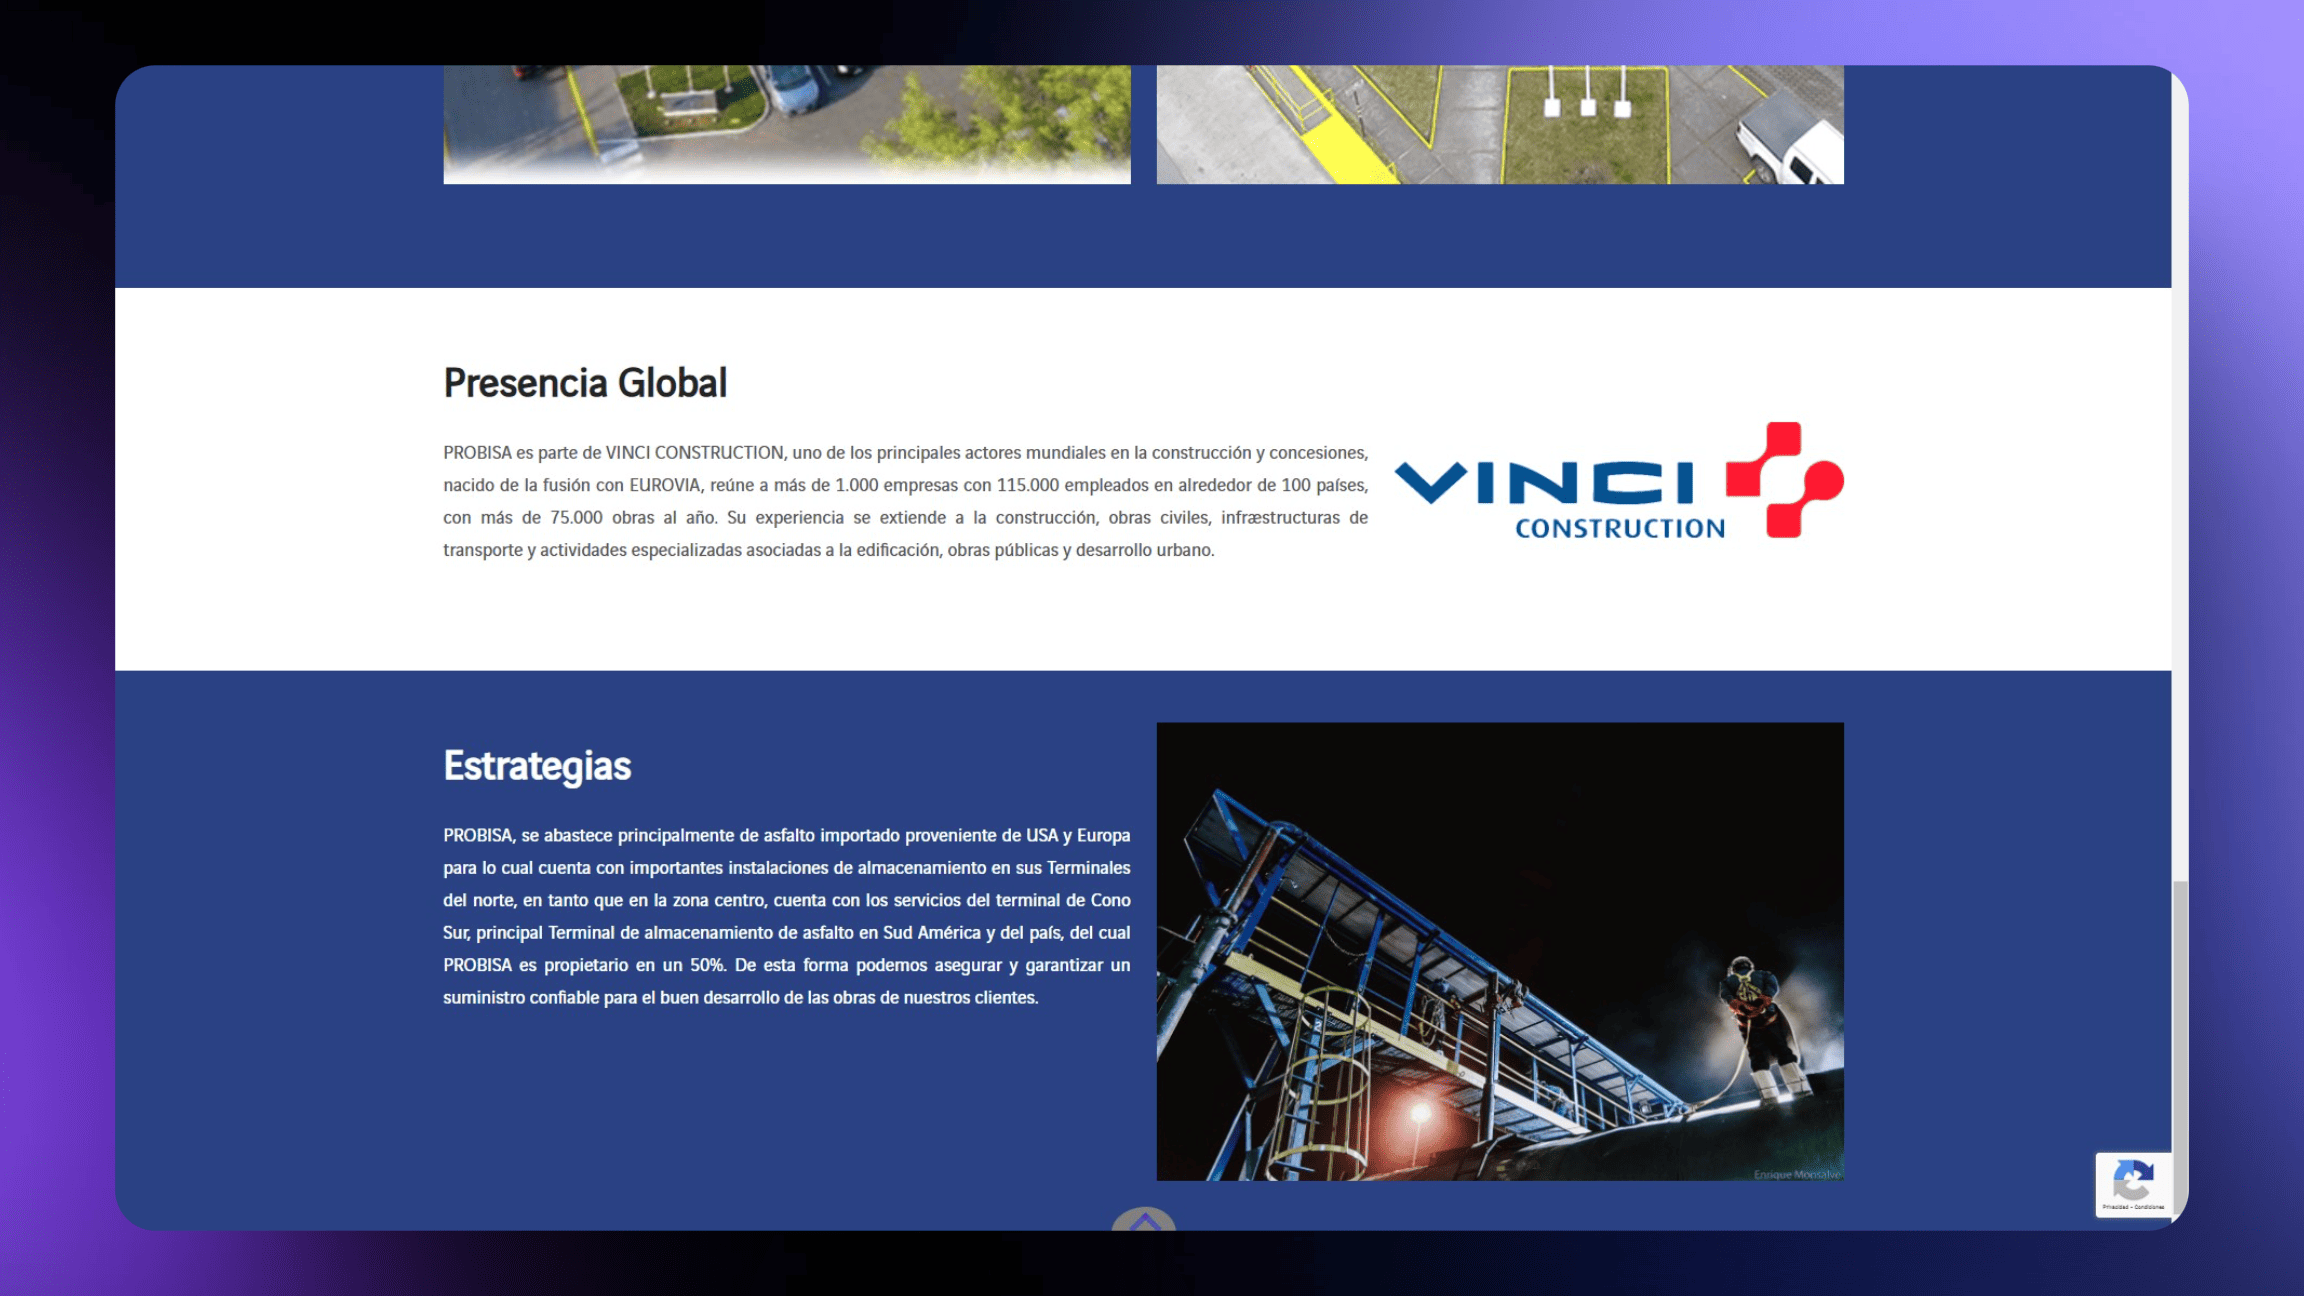 Presencia Global
PROBISA es parte de VINCI CONSTRUCTION, uno de los principales actores mundiales en la construcción y concesiones,
nacido de la fusión con EUROVIA, reúne a más de 1.000 empresas con 115.000 empleados en alrededor de 100 países,
con más de 75.000 obras al año. Su experiencia se extiende a la construcción, obras civiles, infræstructuras de
transporte y actividades especializadas asociadas a la edificación, obras públicas y desarrollo urbano.
VINCI
CONSTRUCTION
Estrategias
PROBISA, se abastece principalmente de asfalto importado proveniente de USA y Europa
para lo cual cuenta con importantes instalaciones de almacenamiento en sus Terminales
del norte, en tanto que en la zona centro, cuenta con los servicios del terminal de Cono
Sur, principal Terminal de almacenamiento de asfalto en Sud América y del país, del cual
PROBISA es propietario en un 50%. De esta forma podemos asegurar y garantizar un
suministro confiable para el buen desarrollo de las obras de nuestros clientes.
Enrique Monsalve
Privacidad - Condiciones